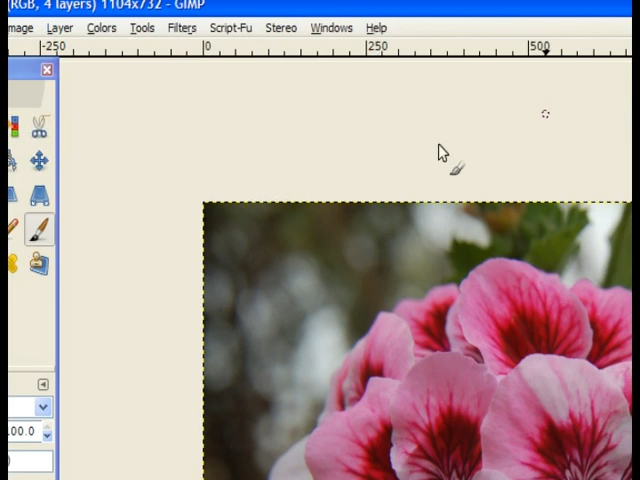 (RGB, 4 layers) 1104x732 - GIMP
mage Layer Colors Tools Filters Script-Fu Stereo Windows Help
-250 0 250 500
00.0